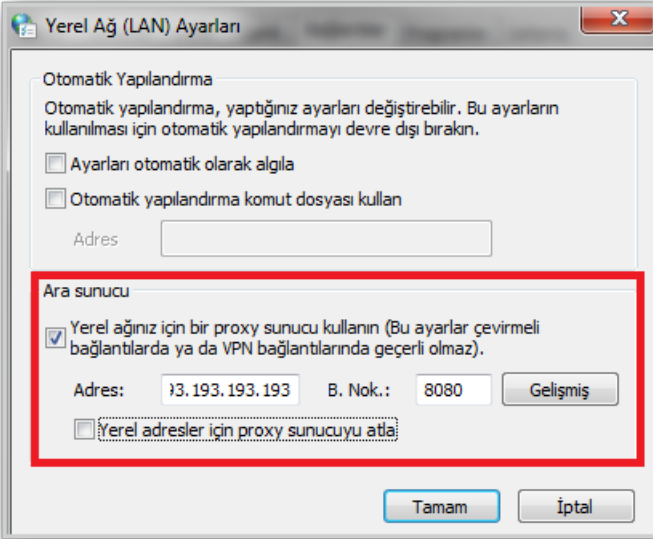 Yerel Ağ (LAN) Ayarları
Otomatik Yapılandırma
Otomatik yapılandırma, yaptığınız ayarları değiştirebilir. Bu ayarların
kullanılması için otomatik yapılandırmayı devre dışı bırakın.
Ayarları otomatik olarak algıla
Otomatik yapılandırma komut dosyası kullan
Adres
Ara sunucu
Yerel ağınız için bir proxy sunucu kullanın (Bu ayarlar çevirmeli
bağlantılarda ya da VPN bağlantılarında geçerli olmaz).
Adres: 93.193.193.193 B. Nok.: 8080 Gelişmiş
Yerel adresler için proxy sunucuyu atla
Tamam İptal